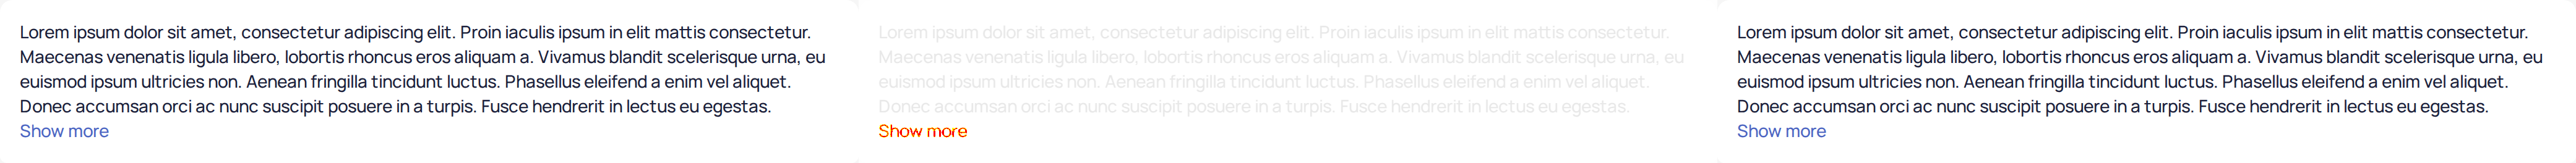 Lorem ipsum dolor sit amet, consectetur adipiscing elit. Proin iaculis ipsum in elit mattis consectetur.
Maecenas venenatis ligula libero, lobortis rhoncus eros aliquam a. Vivamus blandit scelerisque urna, eu
euismod ipsum ultricies non. Aenean fringilla tincidunt luctus. Phasellus eleifend a enim vel aliquet.
Donec accumsan orci ac nunc suscipit posuere in a turpis. Fusce hendrerit in lectus eu egestas.
Show more
Lorem ipsum dolor sit amet, consectetur adipiscing elit. Proin iaculis ipsum in elit mattis consectetur.
Maecenas venenatis ligula libero, lobortis rhoncus eros aliquam a. Vivamus blandit scelerisque urna, eu
euismod ipsum ultricies non. Aenean fringilla tincidunt luctus. Phasellus eleifend a enim vel aliquet.
Donec accumsan orci ac nunc suscipit posuere in a turpis. Fusce hendrerit in lectus eu egestas.
Show more
Lorem ipsum dolor sit amet, consectetur adipiscing elit. Proin iaculis ipsum in elit mattis consectetur.
Maecenas venenatis ligula libero, lobortis rhoncus eros aliquam a. Vivamus blandit scelerisque urna, eu
euismod ipsum ultricies non. Aenean fringilla tincidunt luctus. Phasellus eleifend a enim vel aliquet.
Donec accumsan orci ac nunc suscipit posuere in a turpis. Fusce hendrerit in lectus eu egestas.
Show more